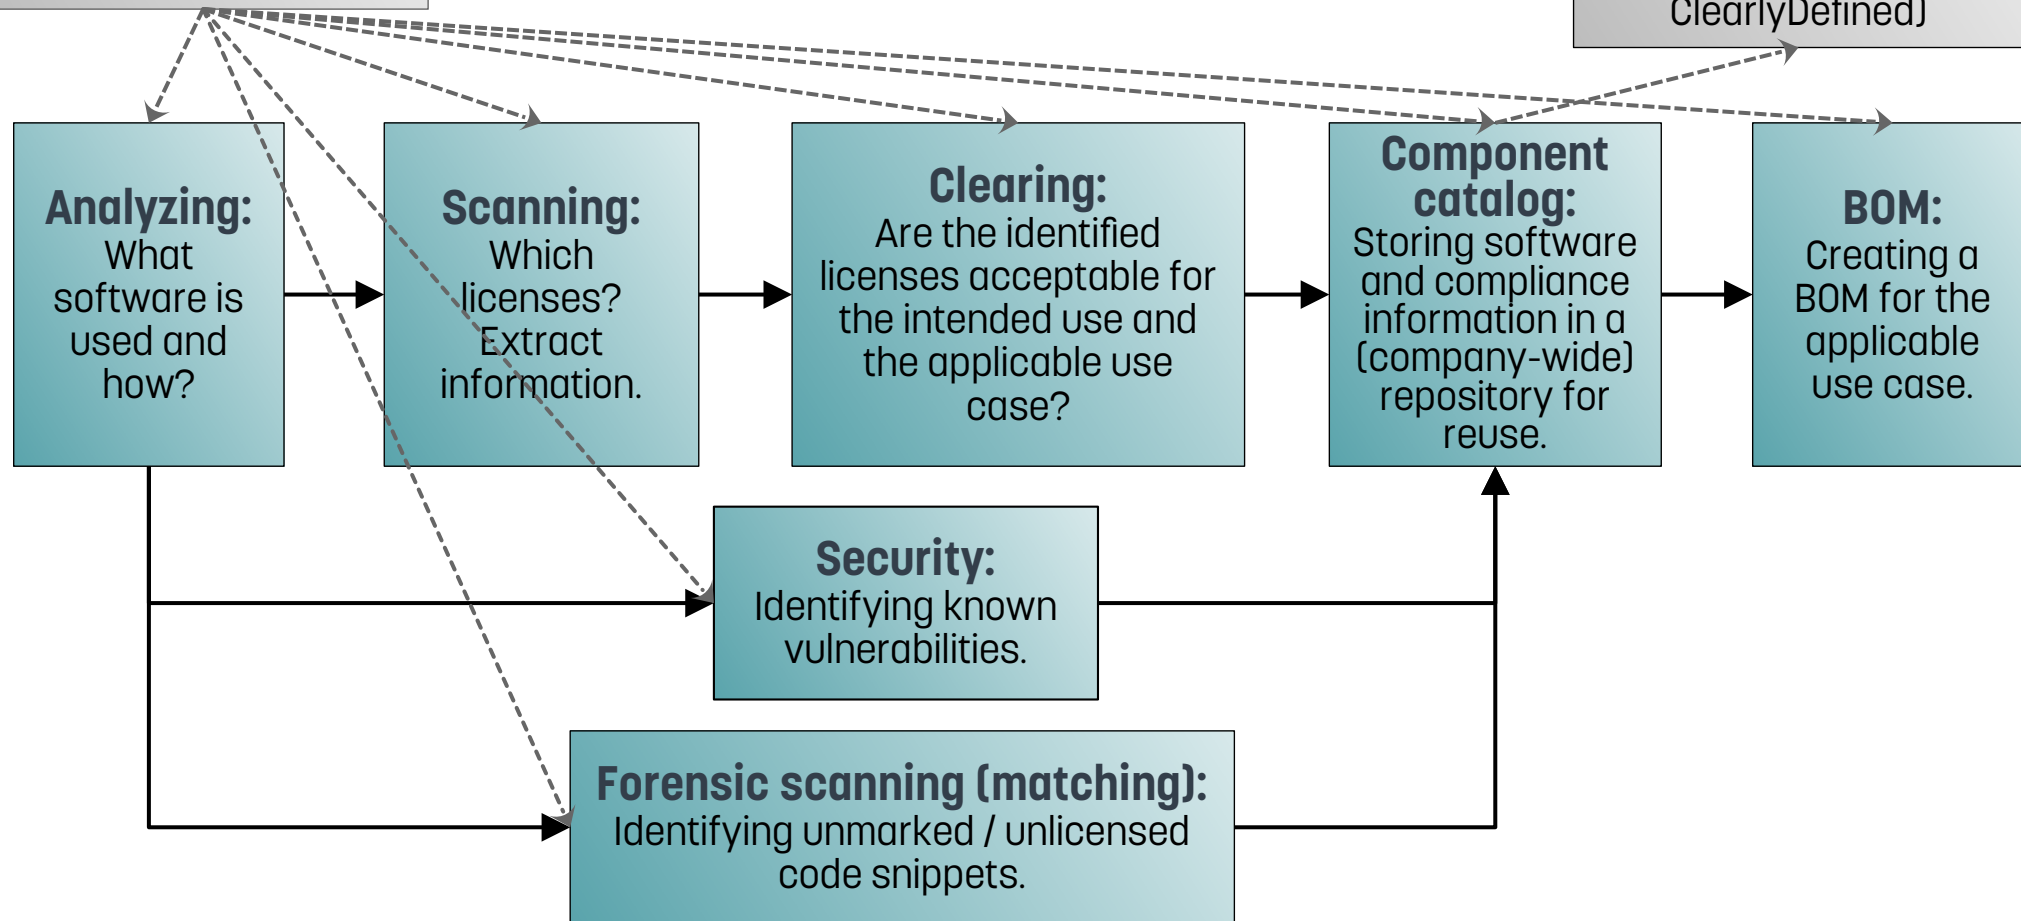 ClearlyDefined)
Analyzing:
What
software is
used and
how?
Scanning:
Which
licenses?
Extract
information.
Clearing:
Are the identified
licenses acceptable for
the intended use and
the applicable use
case?
Component
catalog:
Storing software
and compliance
information in a
(company-wide)
repository for
reuse.
BOM:
Creating a
BOM for the
applicable
use case.
Security:
Identifying known
vulnerabilities.
Forensic scanning (matching):
Identifying unmarked / unlicensed
code snippets.